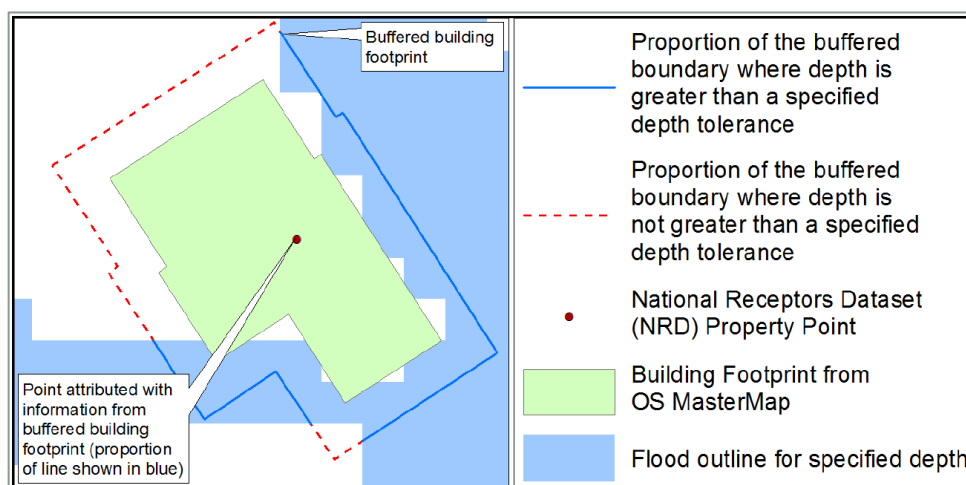 Buffered building
footprint
Point attributed with
information from
buffered building
footprint (proportion
of line shown in blue)
Proportion of the buffered
boundary where depth is
greater than a specified
depth tolerance
Proportion of the buffered
boundary where depth is
not greater than a specified
depth tolerance
National Receptors Dataset
(NRD) Property Point
Building Footprint from
OS MasterMap
Flood outline for specified depth